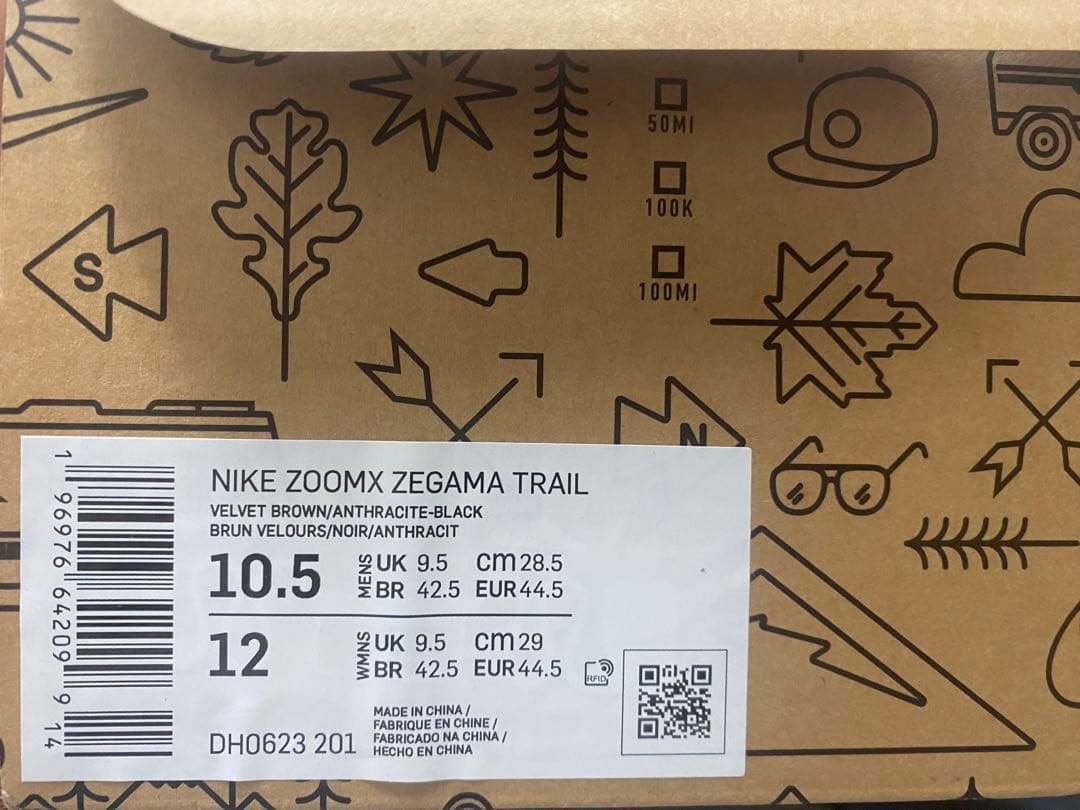 50MI
100K
S
100MI
N
NIKE ZOOMX ZEGAMA TRAIL
VELVET BROWN/ANTHRACITE-BLACK
BRUN VELOURS/NOIR/ANTHRACIT
10.5 MENS UK 9.5 cm 28.5
BR 42.5 EUR 44.5
12 WMNS UK 9.5 cm 29
BR 42.5 EUR 44.5
RFID
DH0623 201
MADE IN CHINA /
FABRIQUE EN CHINE /
FABRICADO NA CHINA /
HECHO EN CHINA
1 96976 64209 9 14